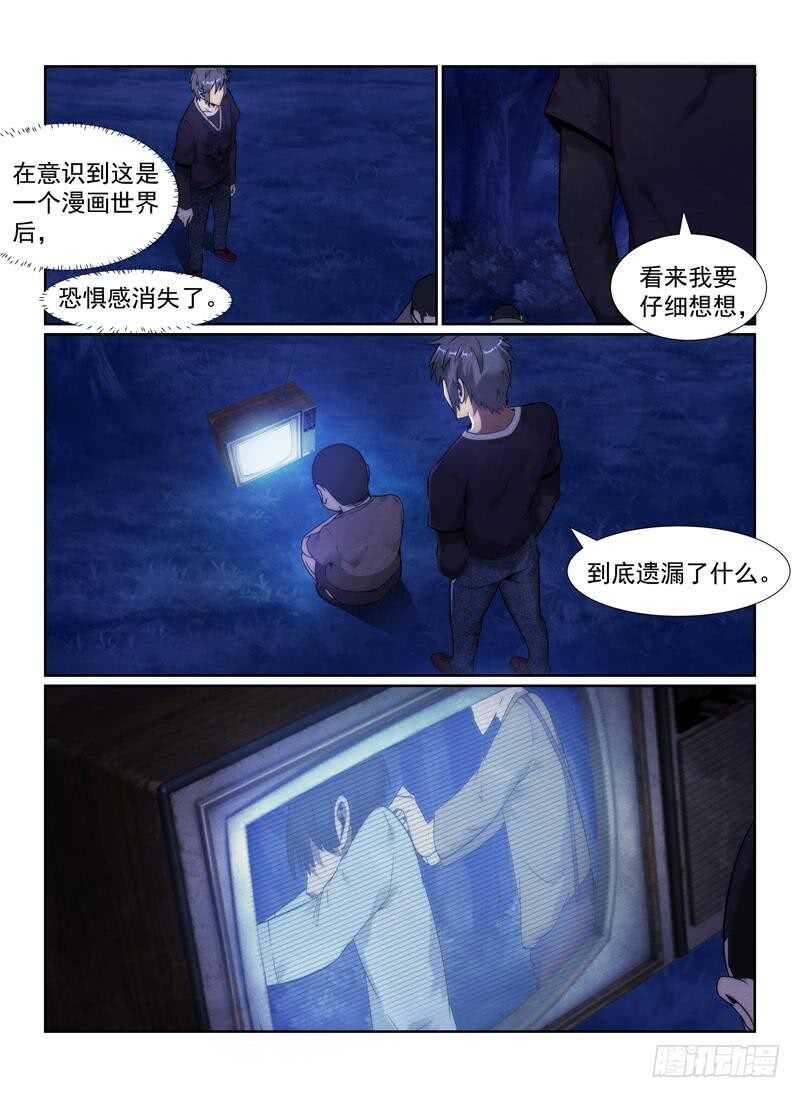 在意识到这是
一个漫画世界
后，
恐惧感消失了。
看来我要
仔细想想，
到底遗漏了什么。
腾讯动漫